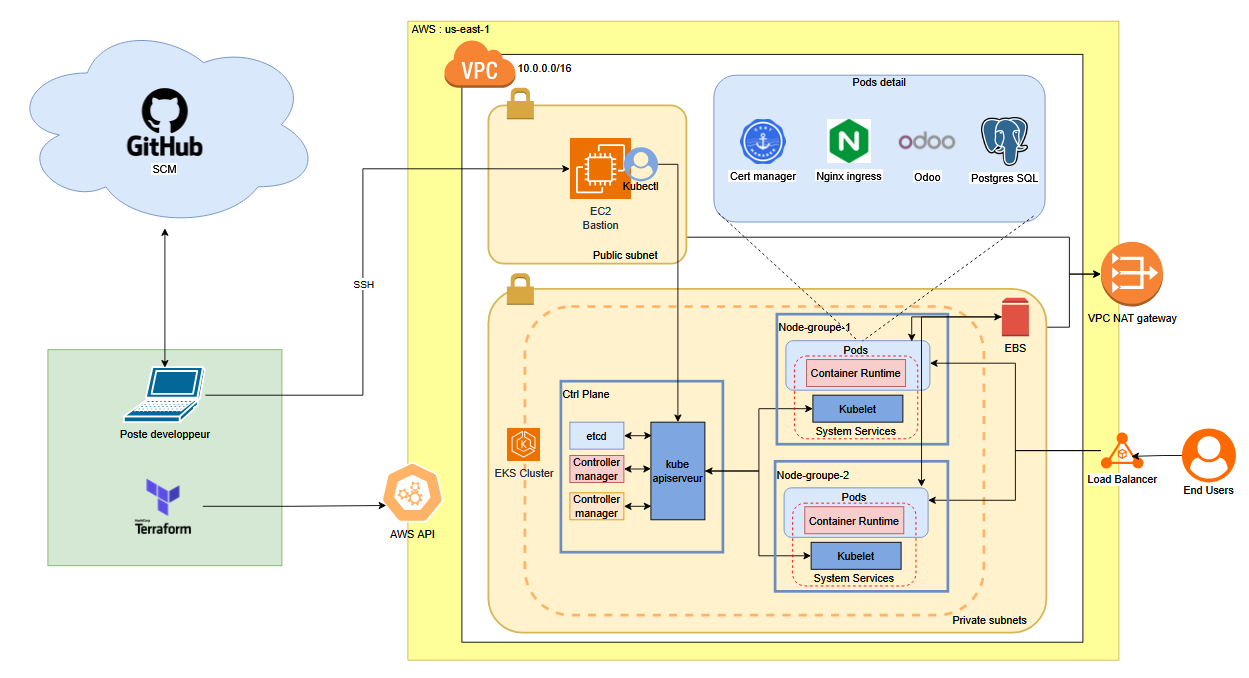 AWS : us-east-1
VPC
10.0.0.0/16
Pods detail
GitHub
SCM
Cert manager
Nginx ingress
odoo
Odoo
Postgres SQL
Kubectl
EC2
Bastion
Public subnet
SSH
VPC NAT gateway
EBS
Node-groupe-1
Pods
Container Runtime
Kubelet
System Services
Ctrl Plane
etcd
Controller
manager
Controller
manager
kube
apiserveur
EKS Cluster
Poste developpeur
Node-groupe-2
Pods
Container Runtime
Kubelet
System Services
Load Balancer
End Users
HashiCorp
Terraform
AWS API
Private subnets